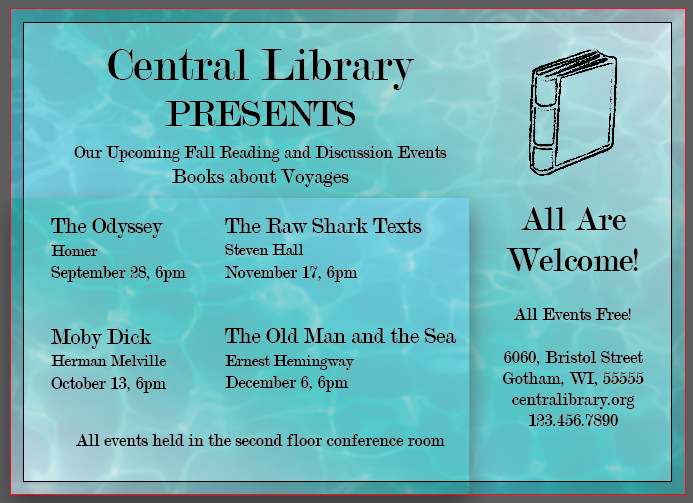 Central Library
PRESENTS
Our Upcoming Fall Reading and Discussion Events
Books about Voyages
The Odyssey
Homer
September 28, 6pm
The Raw Shark Texts
Steven Hall
November 17, 6pm
Moby Dick
Herman Melville
October 13, 6pm
The Old Man and the Sea
Ernest Hemingway
December 6, 6pm
All events held in the second floor conference room
All Are
Welcome!
All Events Free!
6060, Bristol Street
Gotham, WI, 55555
centralibrary.org
123.456.7890